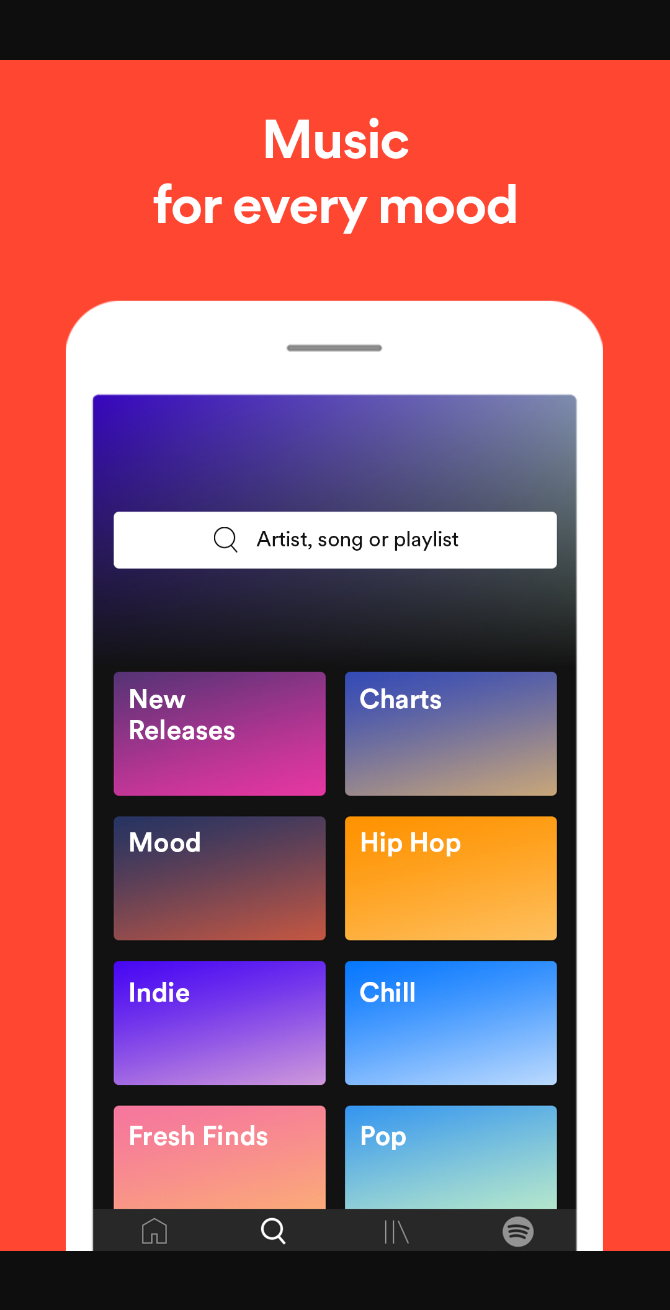 Music
for every mood
Artist, song or playlist
New
Releases
Charts
Mood
Hip Hop
Indie
Chill
Fresh Finds
Pop